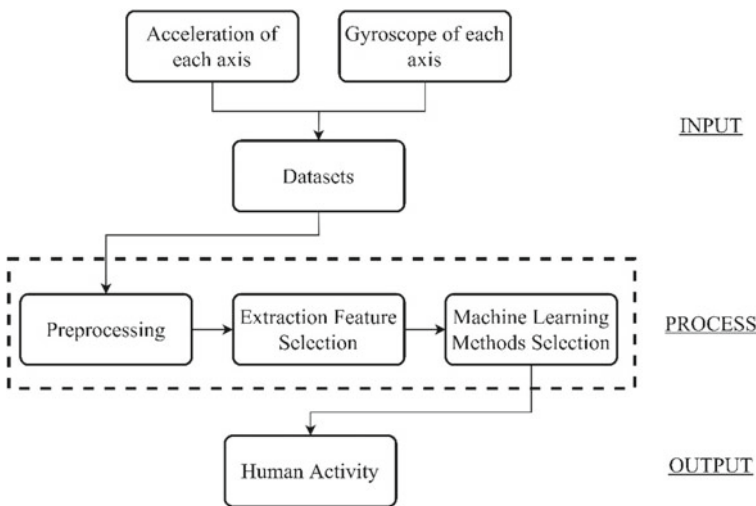 Acceleration of
each axis
Gyroscope of each
axis
INPUT
Datasets
Preprocessing
Extraction Feature
Selection
Machine Learning
Methods Selection
PROCESS
Human Activity
OUTPUT